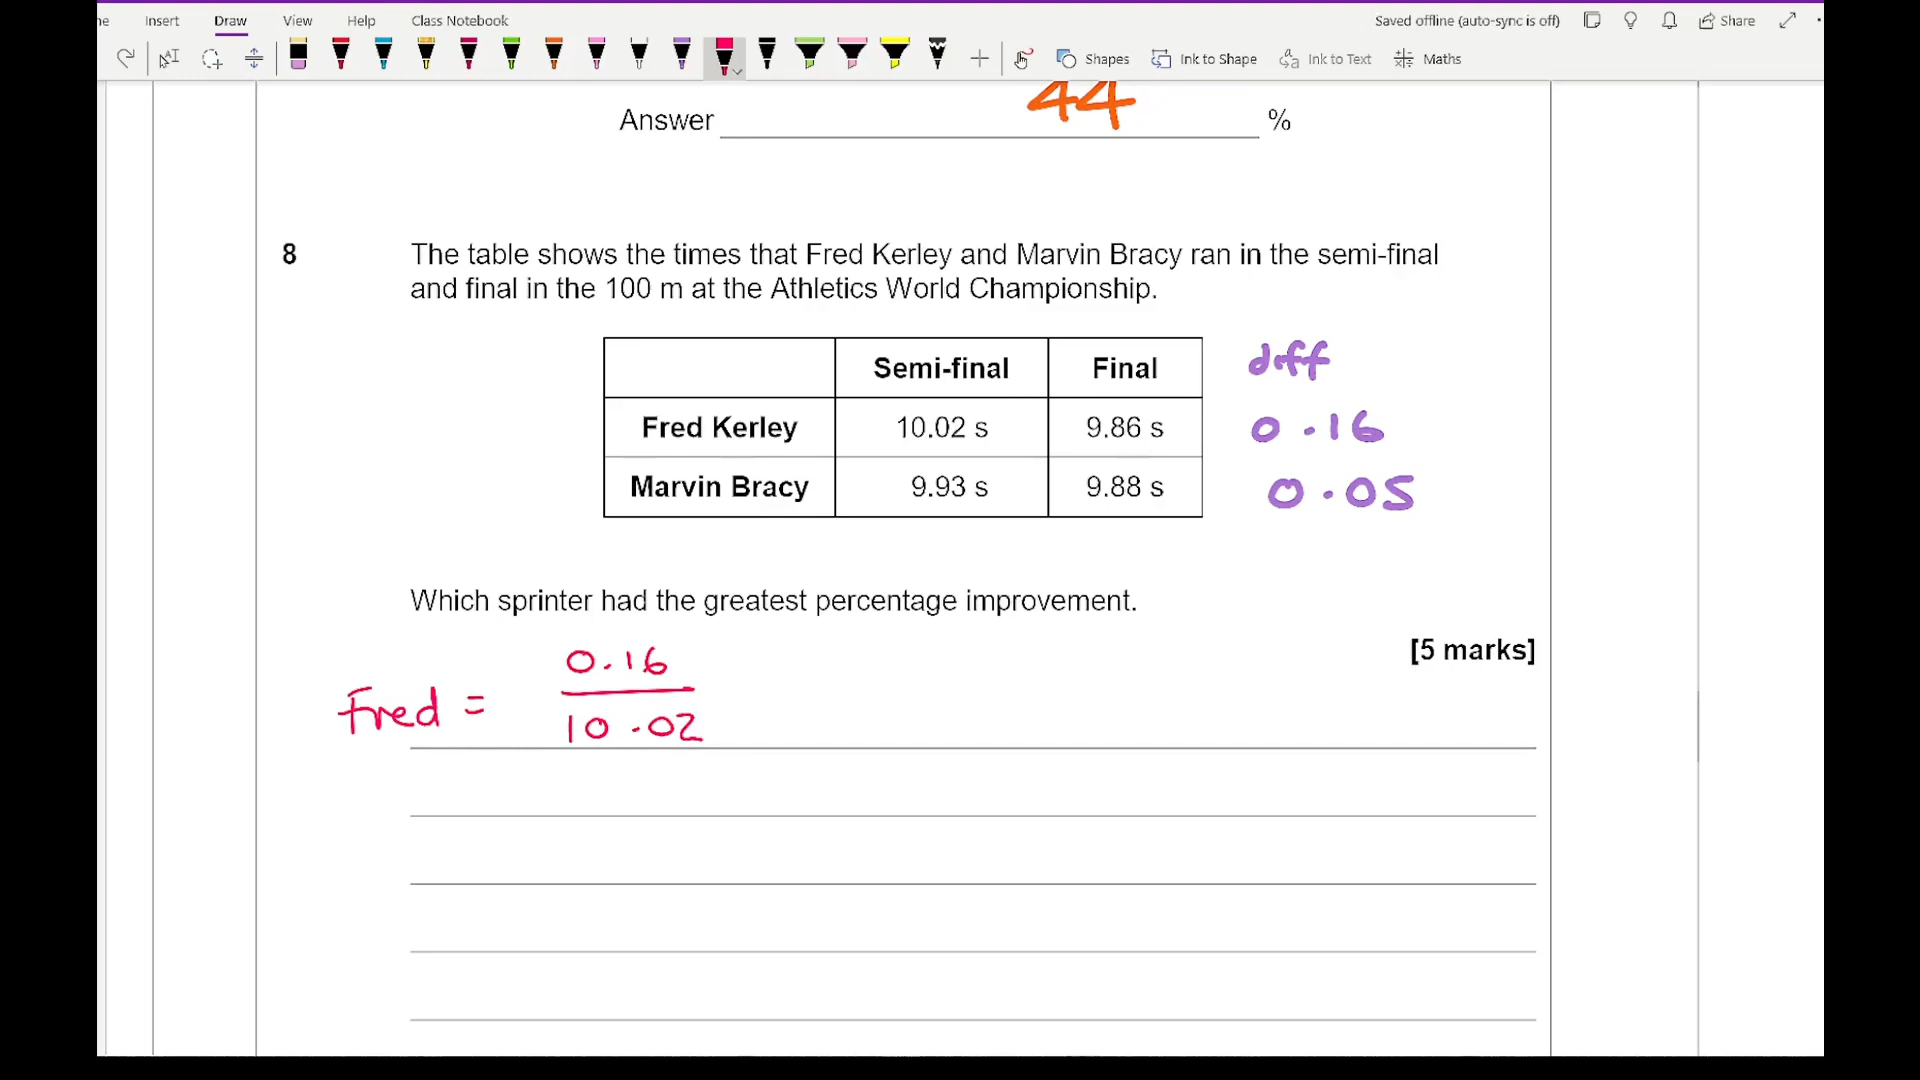 Insert Draw View Help Class Notebook Saved offline (auto-sync is off) Share
Shapes Ink to Shape Ink to Text Maths
44
Answer %
8 The table shows the times that Fred Kerley and Marvin Bracy ran in the semi-final
and final in the 100 m at the Athletics World Championship.
Semi-final Final diff
Fred Kerley 10.02 s 9.86 s 0.16
Marvin Bracy 9.93 s 9.88 s 0.05
Which sprinter had the greatest percentage improvement.
[5 marks]
0.16
Fred =
10.02